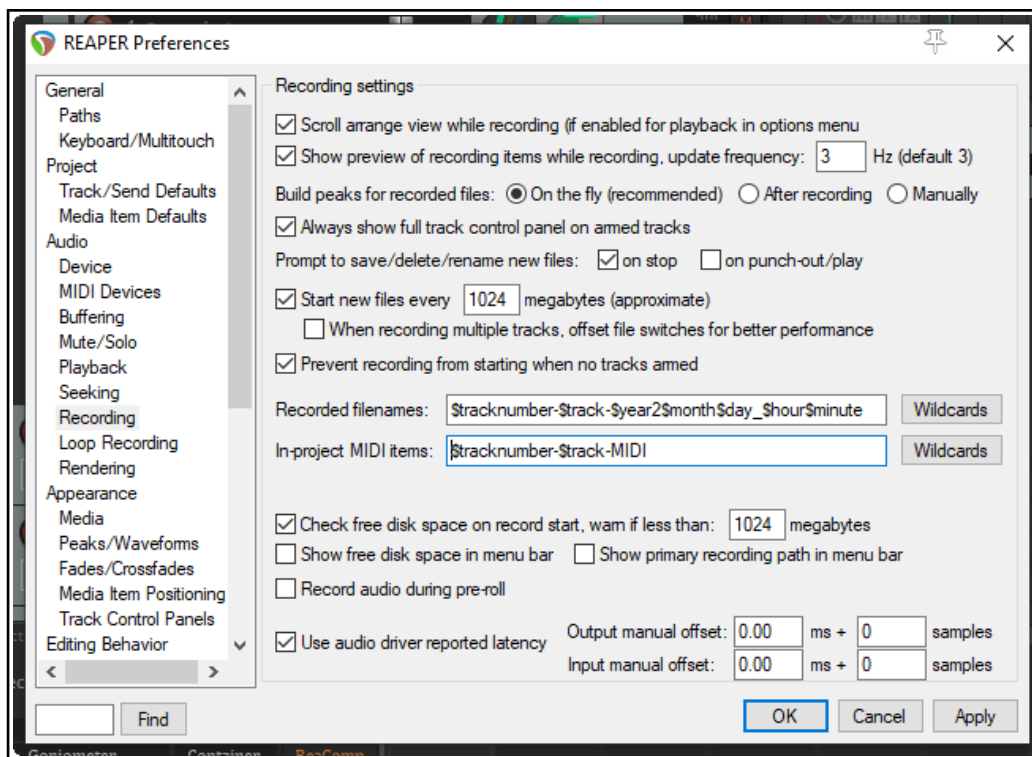 REAPER Preferences
General
Paths
Keyboard/Multitouch
Project
Track/Send Defaults
Media Item Defaults
Audio
Device
MIDI Devices
Buffering
Mute/Solo
Playback
Seeking
Recording
Loop Recording
Rendering
Appearance
Media
Peaks/Waveforms
Fades/Crossfades
Media Item Positioning
Track Control Panels
Editing Behavior
Find
Recording settings
Scroll arrange view while recording (if enabled for playback in options menu
Show preview of recording items while recording, update frequency: 3 Hz (default 3)
Build peaks for recorded files: On the fly (recommended) After recording Manually
Always show full track control panel on armed tracks
Prompt to save/delete/rename new files: on stop on punch-out/play
Start new files every 1024 megabytes (approximate)
When recording multiple tracks, offset file switches for better performance
Prevent recording from starting when no tracks armed
Recorded filenames: $tracknumber-$track-$year2$month$day_$hour$minute Wildcards
In-project MIDI items: $tracknumber-$track-MIDI Wildcards
Check free disk space on record start, warn if less than: 1024 megabytes
Show free disk space in menu bar Show primary recording path in menu bar
Record audio during pre-roll
Use audio driver reported latency
Output manual offset: 0.00 ms + 0 samples
Input manual offset: 0.00 ms + 0 samples
OK Cancel Apply
Goniometer Container ReaComp